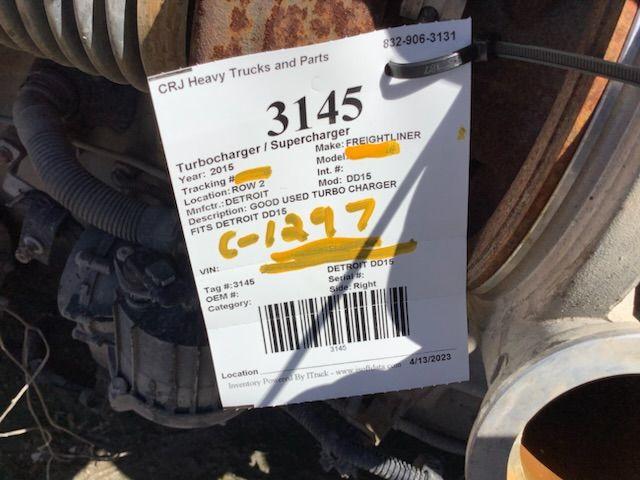 CRJ Heavy Trucks and Parts 832-906-3131
3145
Turbocharger / Supercharger
Year: 2015 Make: FREIGHTLINER
Tracking # Model:
Location: ROW 2 Int. #:
Mnfctr.: DETROIT Mod: DD15
Description: GOOD USED TURBO CHARGER
FITS DETROIT DD15
C-1297
VIN: DETROIT DD15
Tag #: 3145 Serial #:
OEM #: Side: Right
Category:
3145
Location 4/13/2023
Inventory Powered By ITrack - www.isoftdata.com